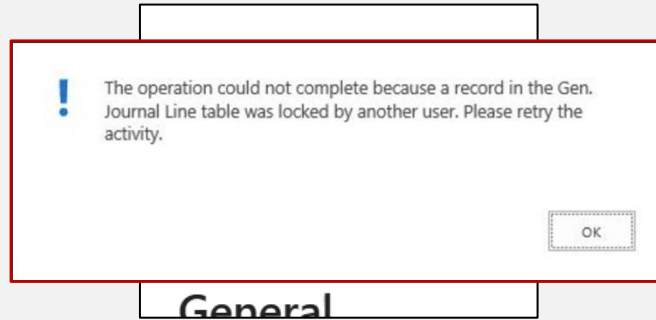 The operation could not complete because a record in the Gen.
Journal Line table was locked by another user. Please retry the
activity.
OK
General